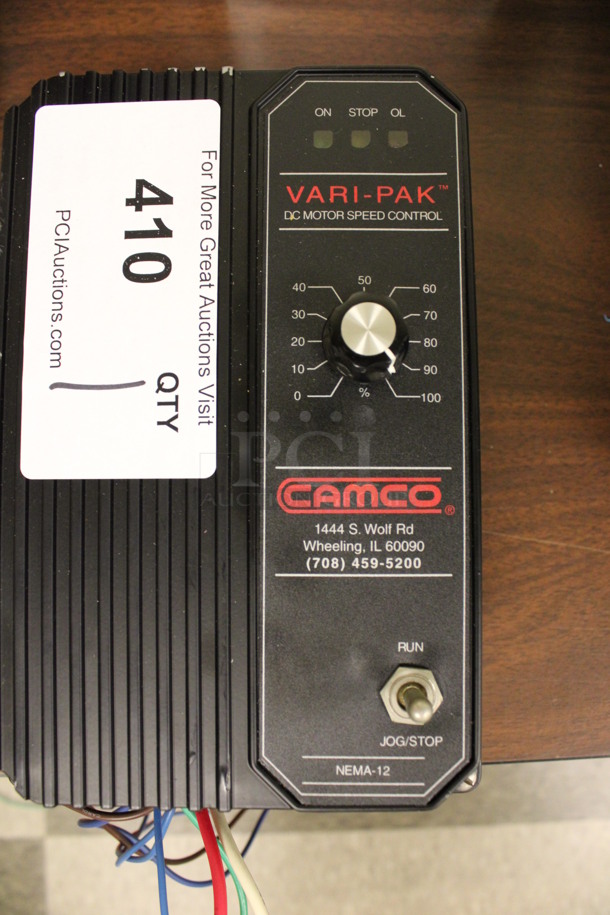 For More Great Auctions Visit
410
QTY
1
PCIAuctions.com
ON STOP OL
VARI-PAK™
DC MOTOR SPEED CONTROL
50
40 60
30 70
20 80
10 90
0 % 100
PCI
CAMCO®
1444 S. Wolf Rd
Wheeling, IL 60090
(708) 459-5200
RUN
JOG/STOP
NEMA-12